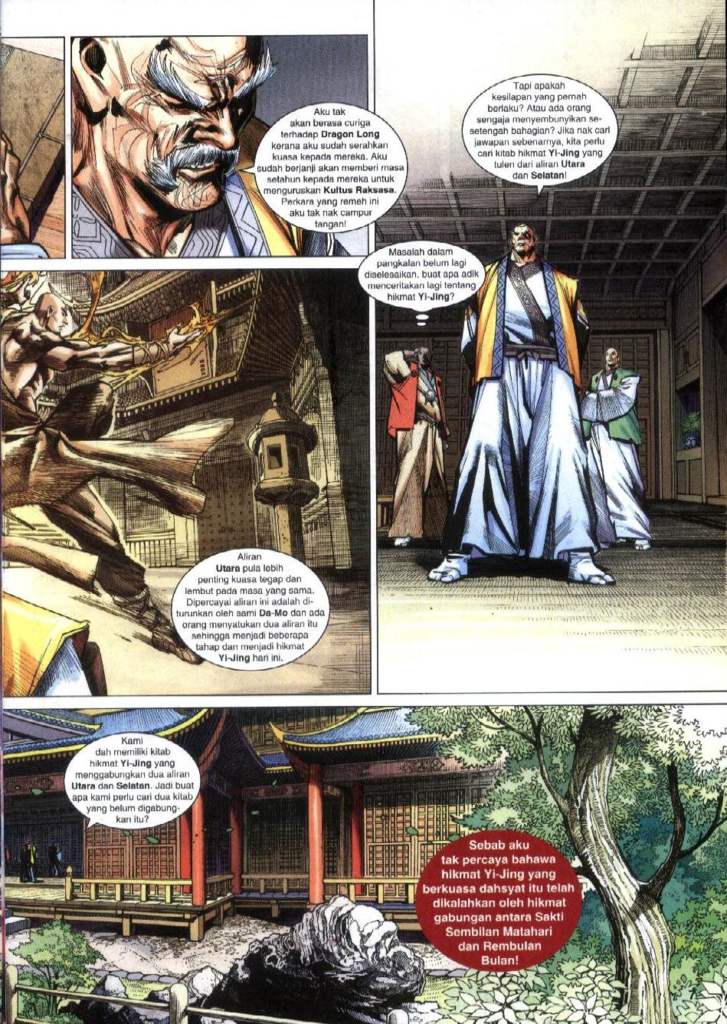 Aku tak
akan berasa curiga
terhadap Dragon Long
kerana aku sudah serahkan
kuasa kepada mereka. Aku
sudah berjanji akan memberi masa
setahun kepada mereka untuk
menguruskan Kultus Raksasa.
Perkara yang remeh ini
aku tak nak campur
tangan!
Aliran
Utara pula lebih
penting kuasa tegap dan
lembut pada masa yang sama.
Dipercayai aliran ini adalah di-
turunkan oleh sami Da-Mo dan ada
orang menyatukan dua aliran itu
sehingga menjadi beberapa
tahap dan menjadi hikmat
Yi-Jing hari ini.
Tapi apakah
kesilapan yang pernah
berlaku? Atau ada orang
sengaja menyembunyikan se-
setengah bahagian? Jika nak cari
jawapan sebenarnya, kita perlu
cari kitab hikmat Yi-Jing yang
tulen dari aliran Utara
dan Selatan!
Masalah dalam
pangkalan belum lagi
diselesaikan, buat apa adik
menceritakan lagi tentang
hikmat Yi-Jing?
Kami
dah memiliki kitab
hikmat Yi-Jing yang
menggabungkan dua aliran
Utara dan Selatan. Jadi buat
apa kami perlu cari dua kitab
yang belum digabung-
kan itu?
Sebab aku
tak percaya bahawa
hikmat Yi-Jing yang
berkuasa dahsyat itu telah
dikalahkan oleh hikmat
gabungan antara Sakti
Sembilan Matahari
dan Rembulan
Bulan!